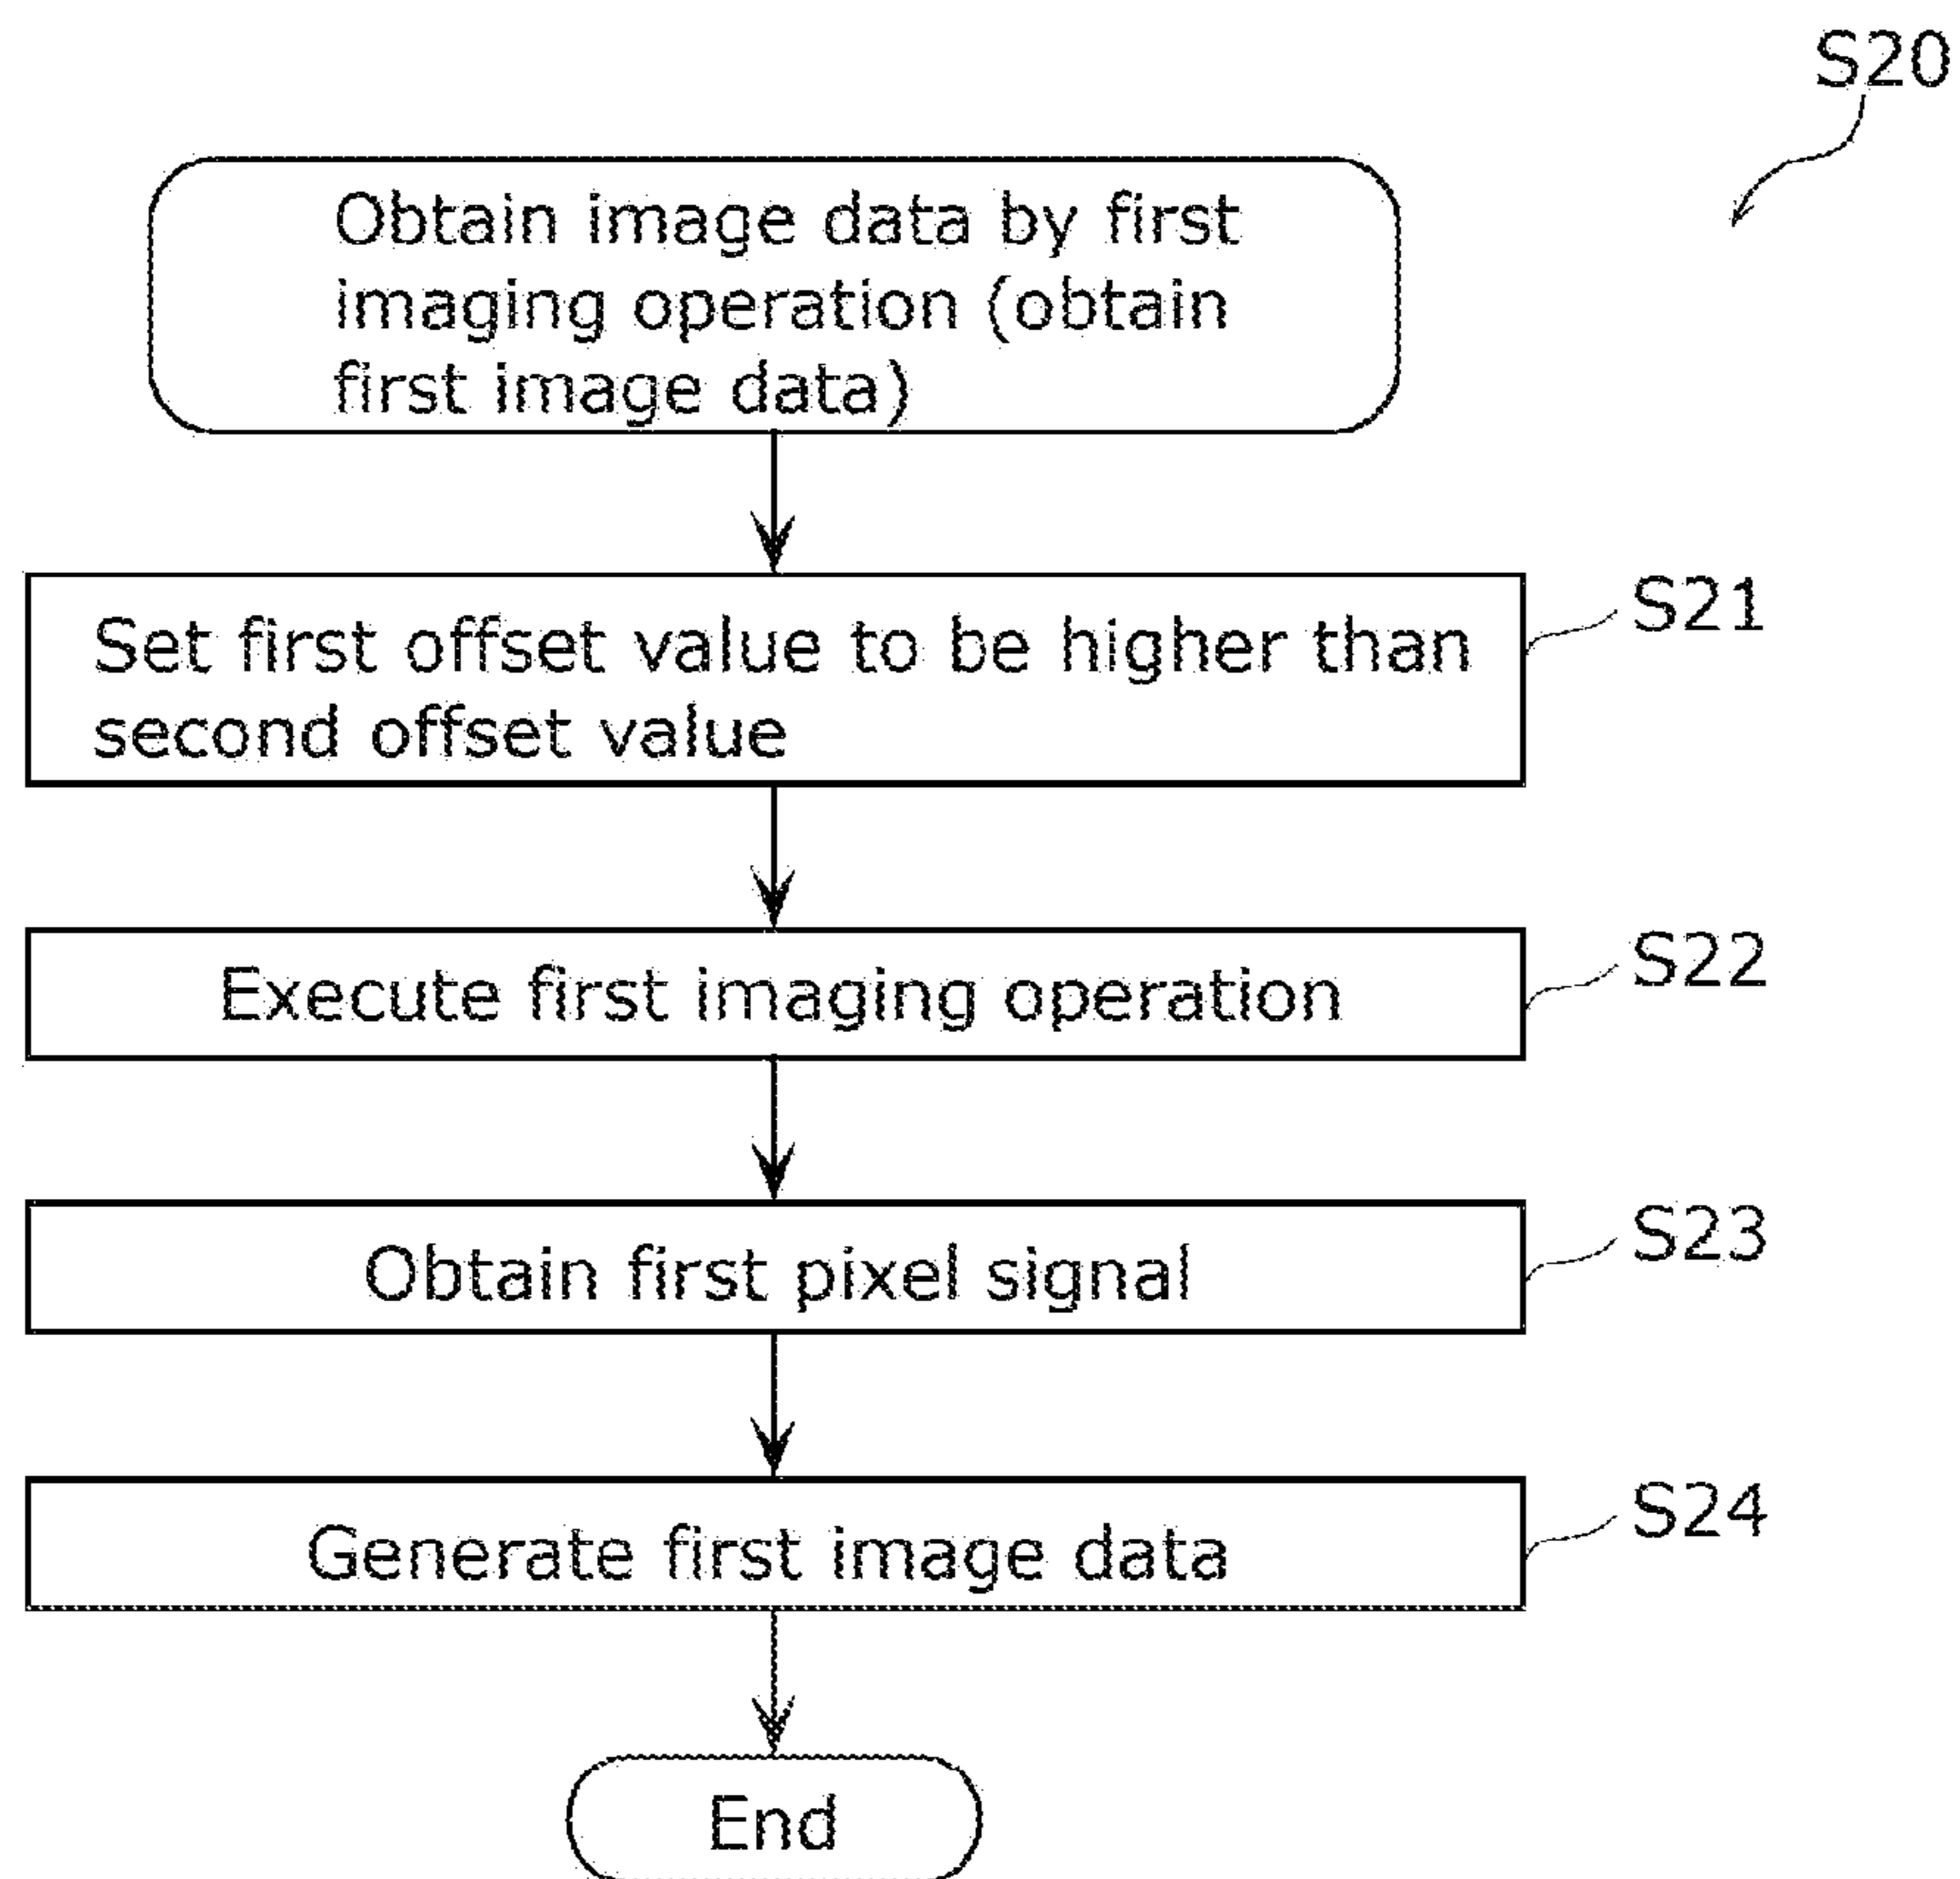 S20
Obtain image data by first
imaging operation (obtain
first image data)
S21
Set first offset value to be higher than
second offset value
S22
Execute first imaging operation
S23
Obtain first pixel signal
S24
Generate first image data
End